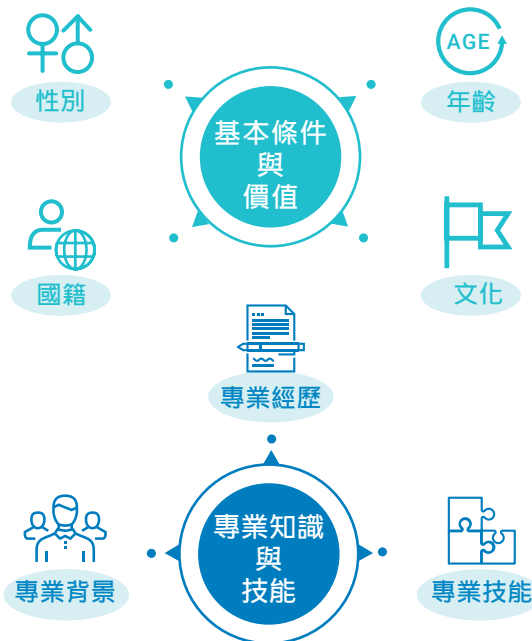 AGE
性別
年齡
基本條件
與
價值
國籍
文化
專業經歷
專業知識
與
技能
專業背景
專業技能